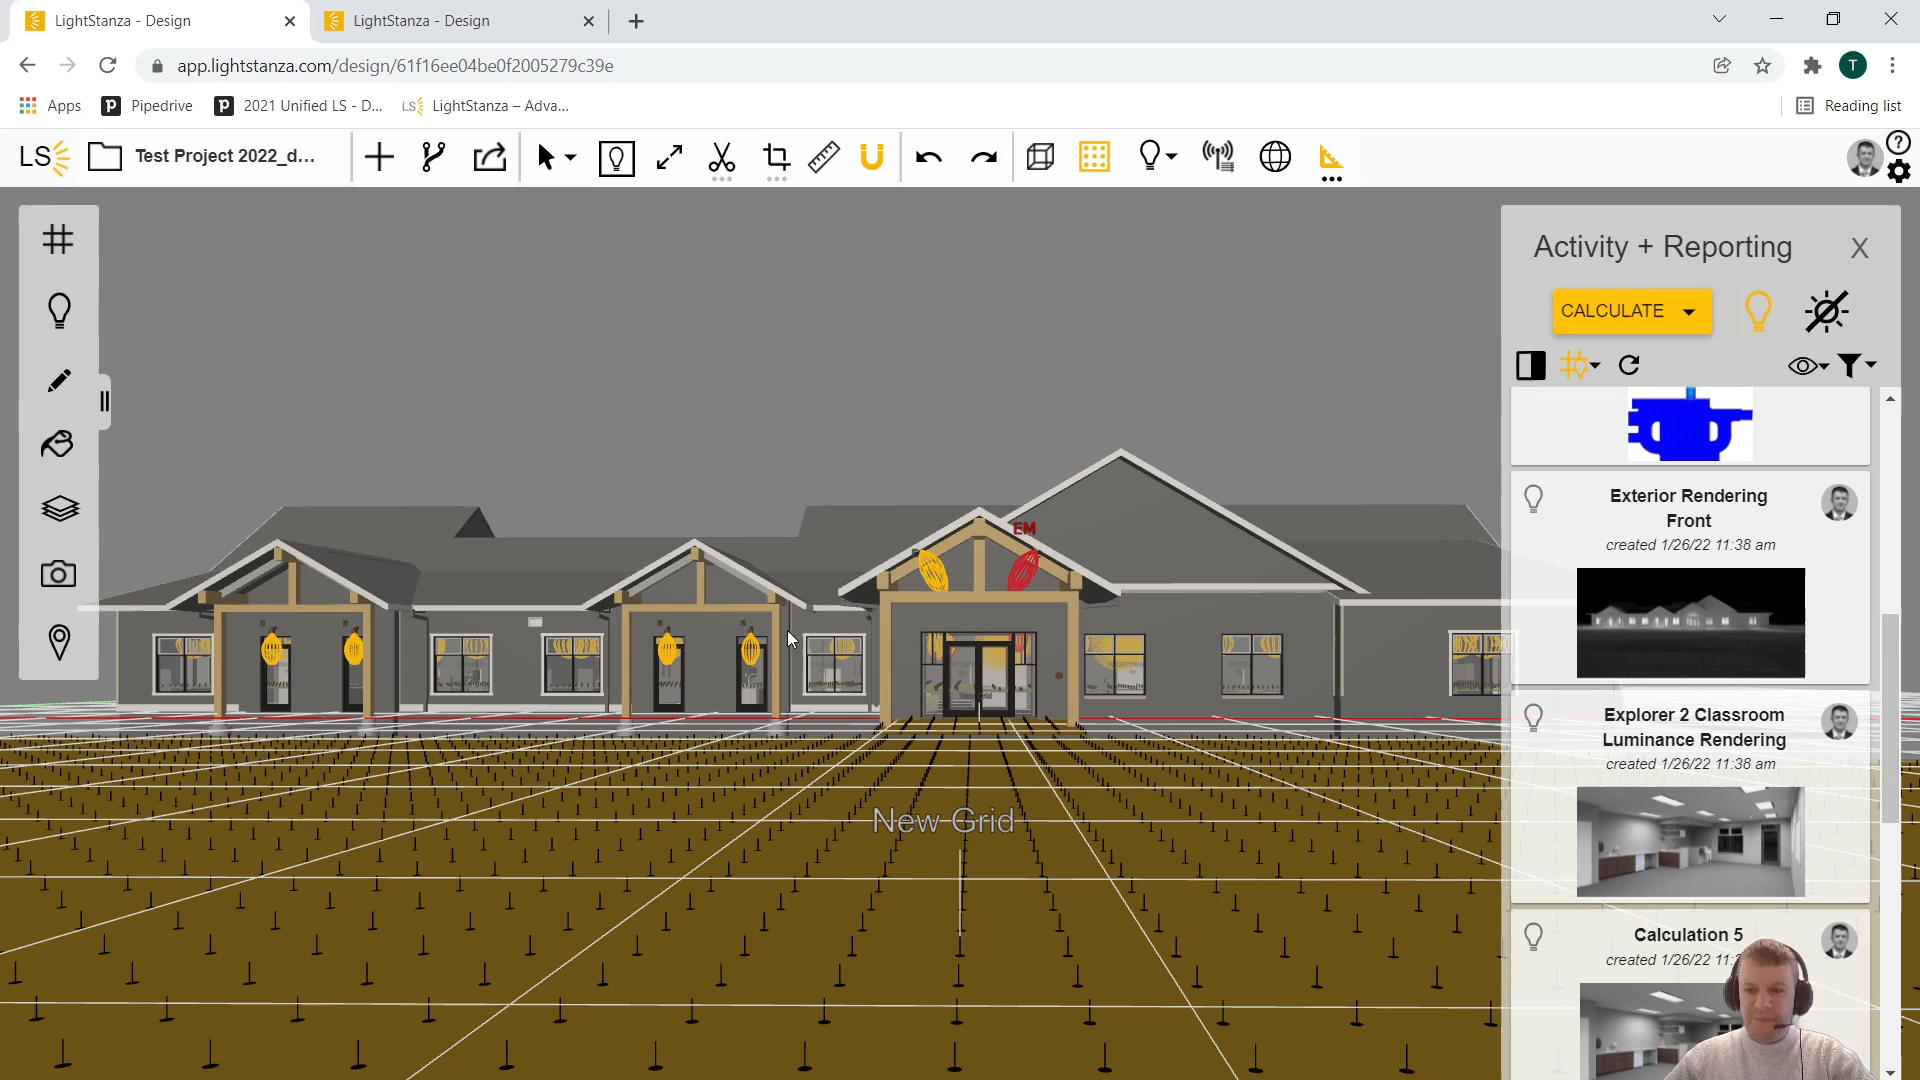 LightStanza - Design
LightStanza - Design
app.lightstanza.com/design/61f16ee04be0f2005279c39e
T
Apps
Pipedrive
2021 Unified LS - D...
LightStanza – Adva...
Reading list
LS
Test Project 2022_d...
Activity + Reporting
X
CALCULATE
Exterior Rendering
Front
created 1/26/22 11:38 am
Explorer 2 Classroom
Luminance Rendering
created 1/26/22 11:38 am
Calculation 5
created 1/26/22 11:
EM
New Grid